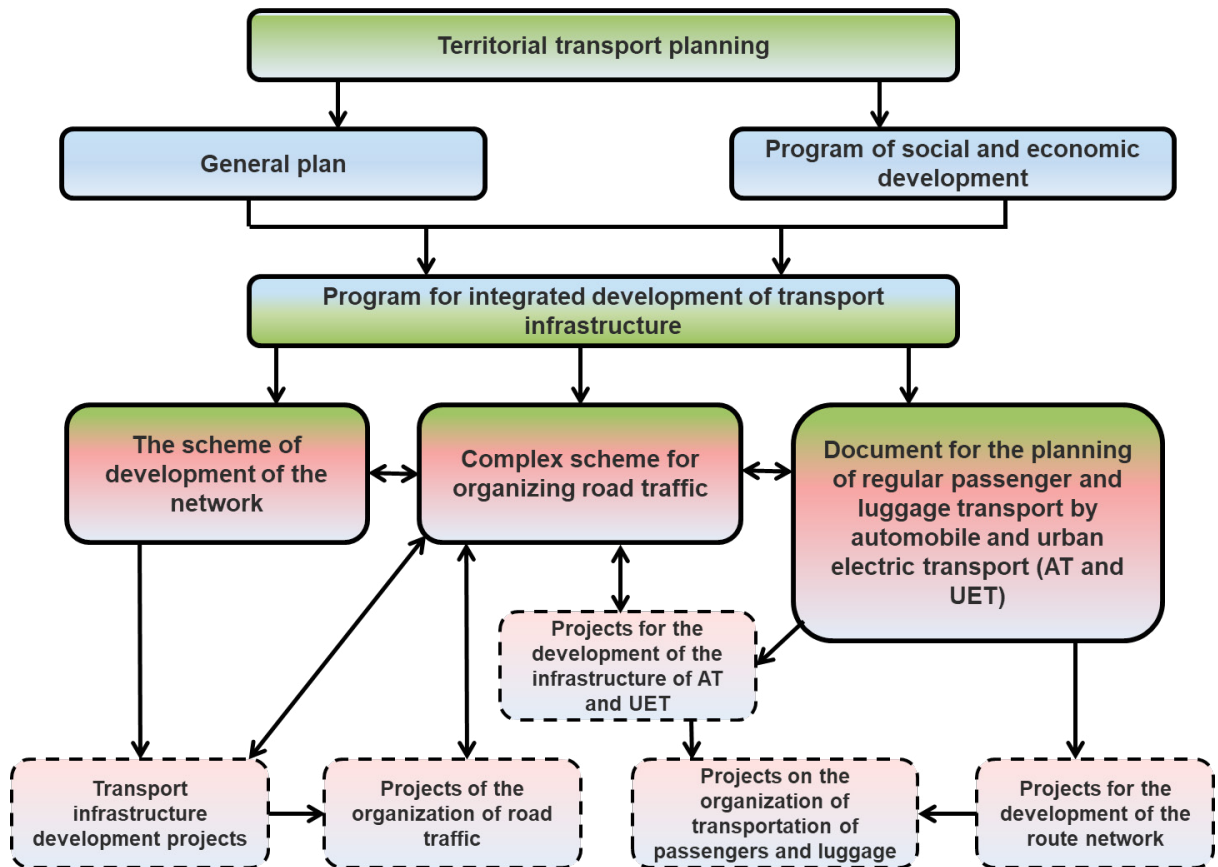 Territorial transport planning
General plan
Program of social and economic
development
Program for integrated development of transport
infrastructure
The scheme of
development of the
network
Complex scheme for
organizing road traffic
Document for the planning
of regular passenger and
luggage transport by
automobile and urban
electric transport (AT and
UET)
Projects for the
development of the
infrastructure of AT
and UET
Transport
infrastructure
development projects
Projects of the
organization of road
traffic
Projects on the
organization of
transportation of
passengers and luggage
Projects for the
development of the
route network